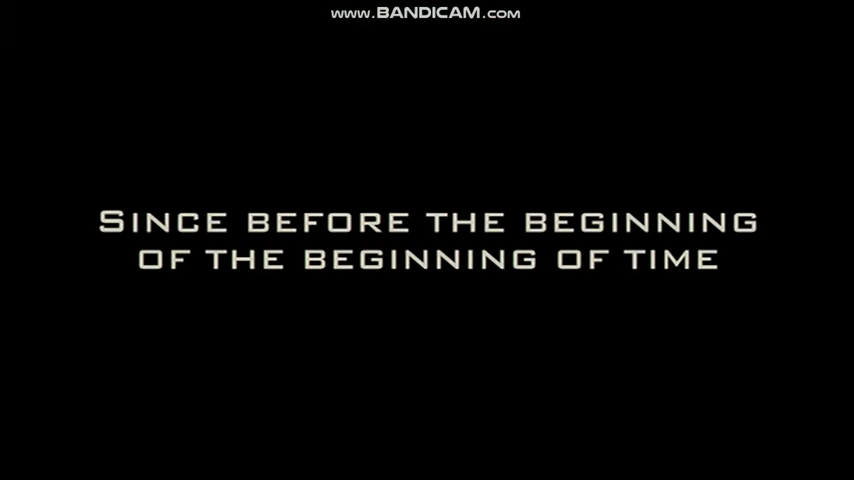 www.BANDICAM.com
SINCE BEFORE THE BEGINNING
OF THE BEGINNING OF TIME